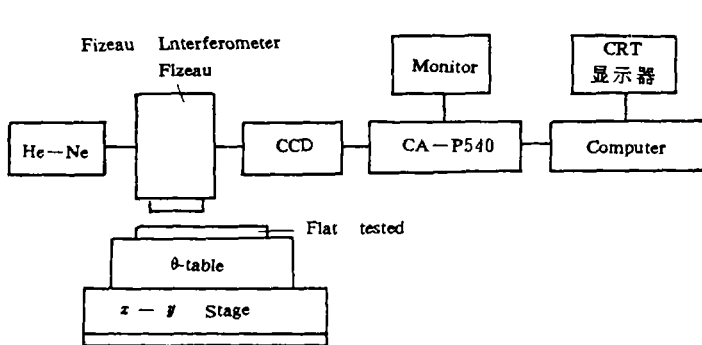 Fizeau Lnterferometer
Flzeau
Monitor
CRT
显示器
He—Ne
CCD
CA—P540
Computer
Flat tested
θ-table
x — y Stage